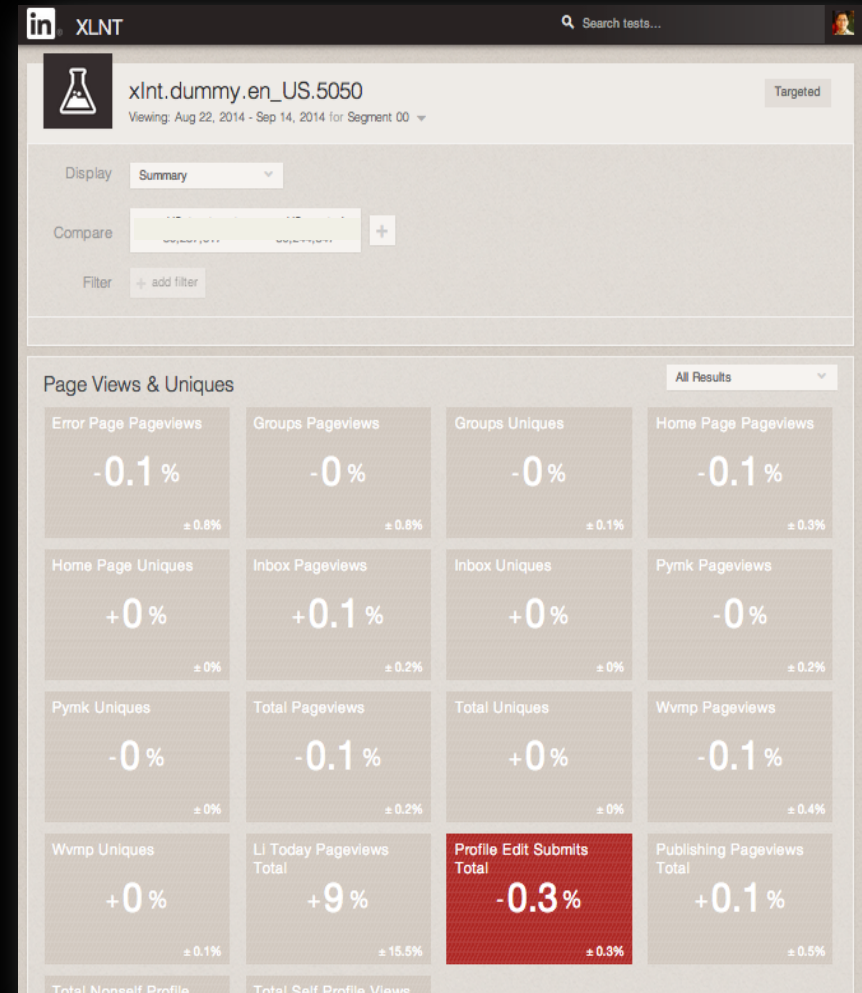 in XLNT
Search tests...
xlnt.dummy.en_US.5050
Targeted
Viewing: Aug 22, 2014 - Sep 14, 2014 for Segment 00
Display
Summary
Compare
+
Filter
+ add filter
Page Views & Uniques
All Results
Error Page Pageviews
-0.1 %
± 0.8%
Groups Pageviews
-0 %
± 0.8%
Groups Uniques
-0 %
± 0.1%
Home Page Pageviews
-0.1 %
± 0.3%
Home Page Uniques
+0 %
± 0%
Inbox Pageviews
+0.1 %
± 0.2%
Inbox Uniques
+0 %
± 0%
Pymk Pageviews
-0 %
± 0.2%
Pymk Uniques
-0 %
± 0%
Total Pageviews
-0.1 %
± 0.2%
Total Uniques
+0 %
± 0%
Wvmp Pageviews
-0.1 %
± 0.4%
Wvmp Uniques
+0 %
± 0.1%
LI Today Pageviews
Total
+9 %
± 15.5%
Profile Edit Submits
Total
-0.3 %
± 0.3%
Publishing Pageviews
Total
+0.1 %
± 0.5%
Total Nonself Profile
Total Self Profile Views